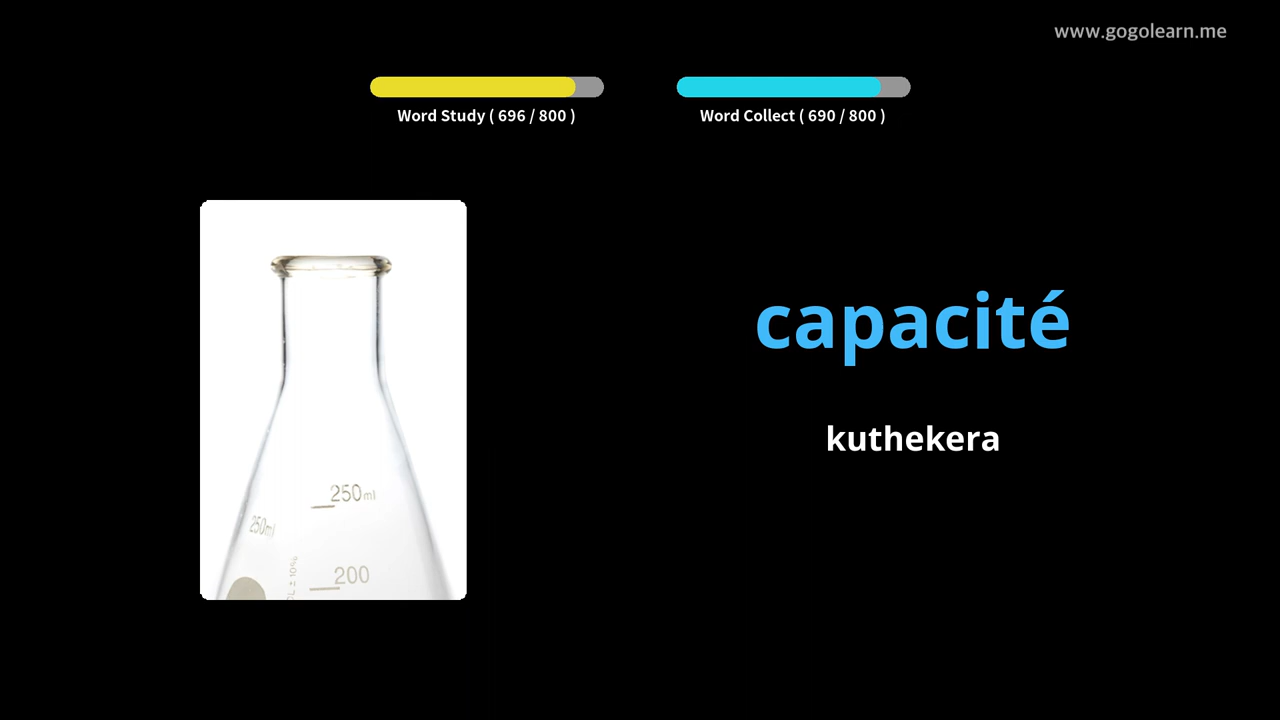 www.gogolearn.me
Word Study ( 696 / 800 )
Word Collect ( 690 / 800 )
capacité
kuthekera
250ml
250ml
200